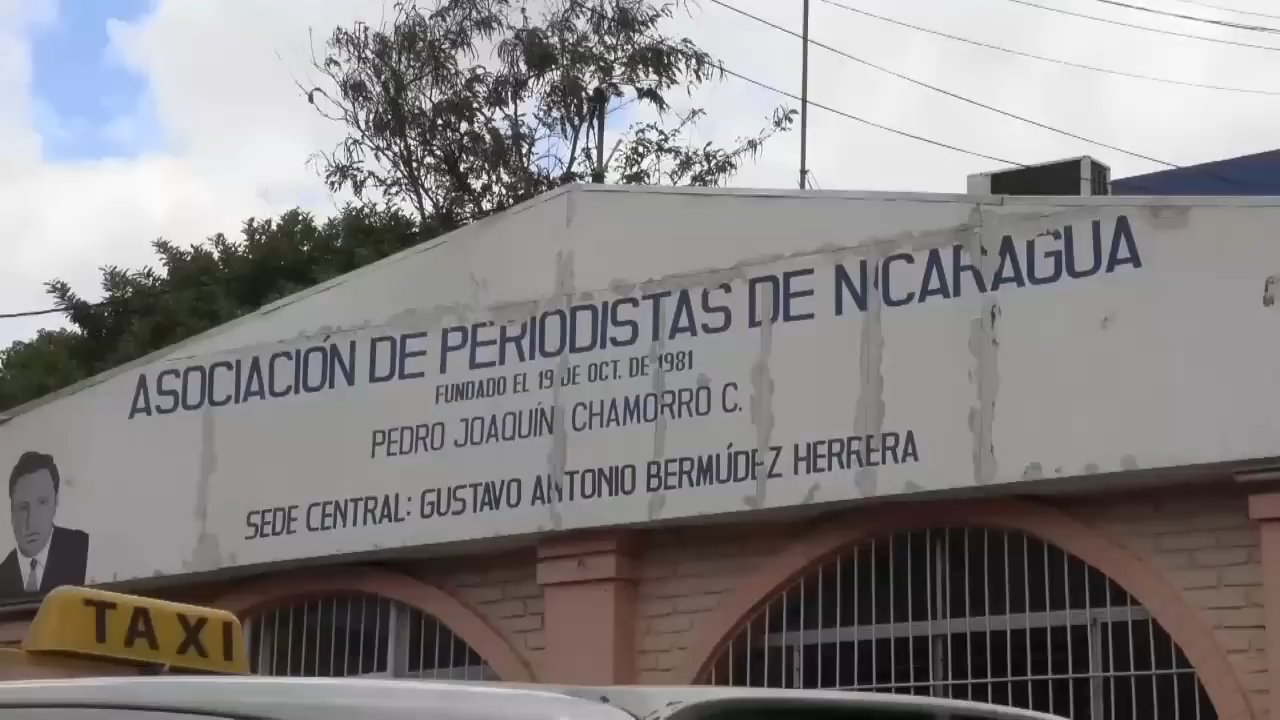 ASOCIACIÓN DE PERIODISTAS DE NICARAGUA
FUNDADO EL 19 DE OCT. DE 1981
PEDRO JOAQUÍN CHAMORRO C.
SEDE CENTRAL: GUSTAVO ANTONIO BERMÚDEZ HERRERA
TAXI